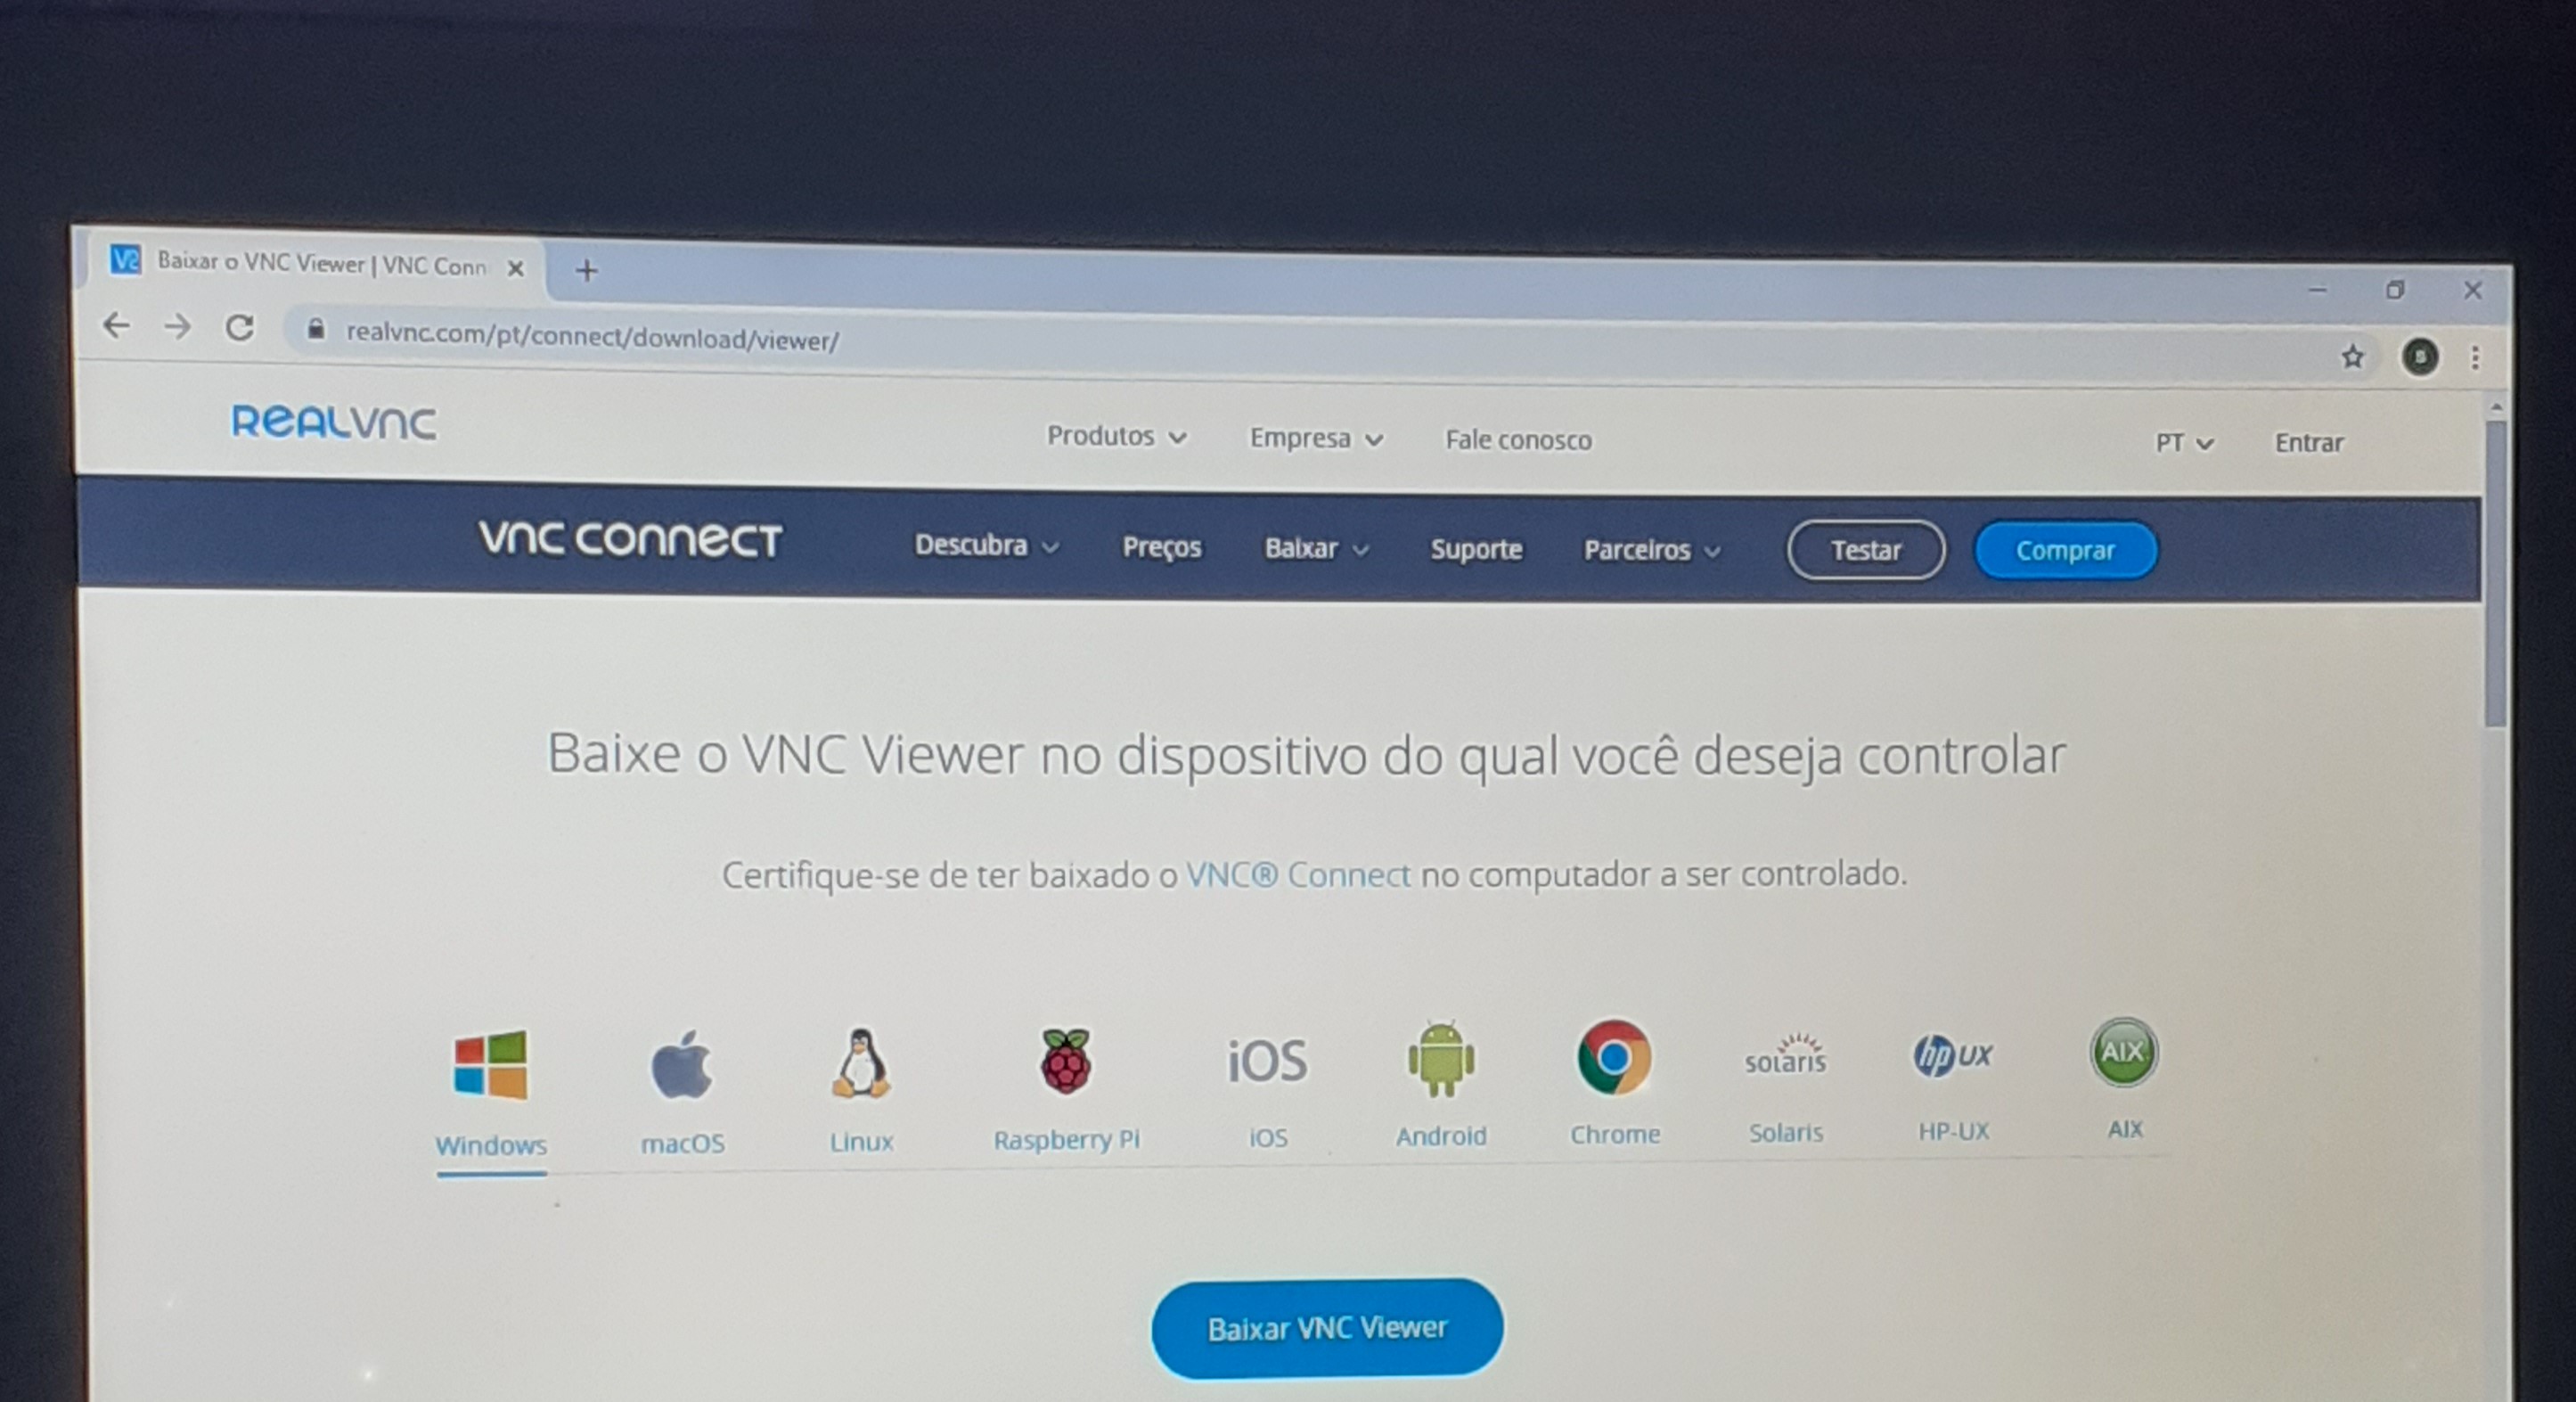 Baixar o VNC Viewer | VNC Conn
realvnc.com/pt/connect/download/viewer/
REALVNC
Produtos
Empresa
Fale conosco
PT
Entrar
VNC CONNECT
Descubra
Preços
Baixar
Suporte
Parceiros
Testar
Comprar
Baixe o VNC Viewer no dispositivo do qual você deseja controlar
Certifique-se de ter baixado o VNC® Connect no computador a ser controlado.
iOS
solaris
hp UX
AIX
Windows
macOS
Linux
Raspberry Pi
iOS
Android
Chrome
Solaris
HP-UX
AIX
Baixar VNC Viewer